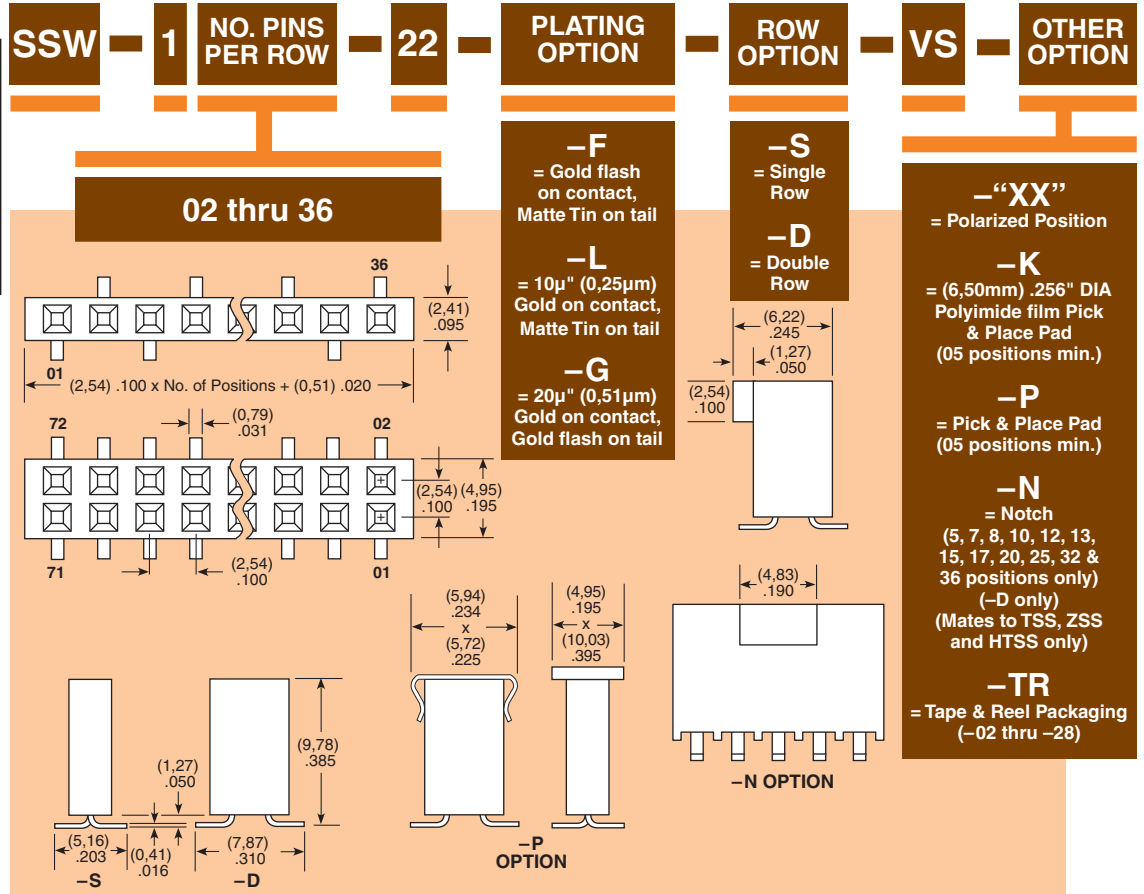 SSW
1
NO. PINS
PER ROW
22
PLATING
OPTION
ROW
OPTION
VS
OTHER
OPTION
02 thru 36
–F
= Gold flash
on contact,
Matte Tin on tail
–L
= 10µ" (0,25µm)
Gold on contact,
Matte Tin on tail
–G
= 20µ" (0,51µm)
Gold on contact,
Gold flash on tail
–S
= Single
Row
–D
= Double
Row
–“XX”
= Polarized Position
–K
= (6,50mm) .256" DIA
Polyimide film Pick
& Place Pad
(05 positions min.)
–P
= Pick & Place Pad
(05 positions min.)
–N
= Notch
(5, 7, 8, 10, 12, 13,
15, 17, 20, 25, 32 &
36 positions only)
(–D only)
(Mates to TSS, ZSS
and HTSS only)
–TR
= Tape & Reel Packaging
(–02 thru –28)
36
(2,41)
.095
01
(2,54) .100 x No. of Positions + (0,51) .020
72
(0,79)
.031
02
(2,54)
.100
(4,95)
.195
71
(2,54)
.100
01
(6,22)
.245
(1,27)
.050
(2,54)
.100
(9,78)
.385
(1,27)
.050
(5,16)
.203
(0,41)
.016
–S
(7,87)
.310
–D
(5,94)
.234
x
(5,72)
.225
(4,95)
.195
x
(10,03)
.395
–P
OPTION
(4,83)
.190
–N OPTION